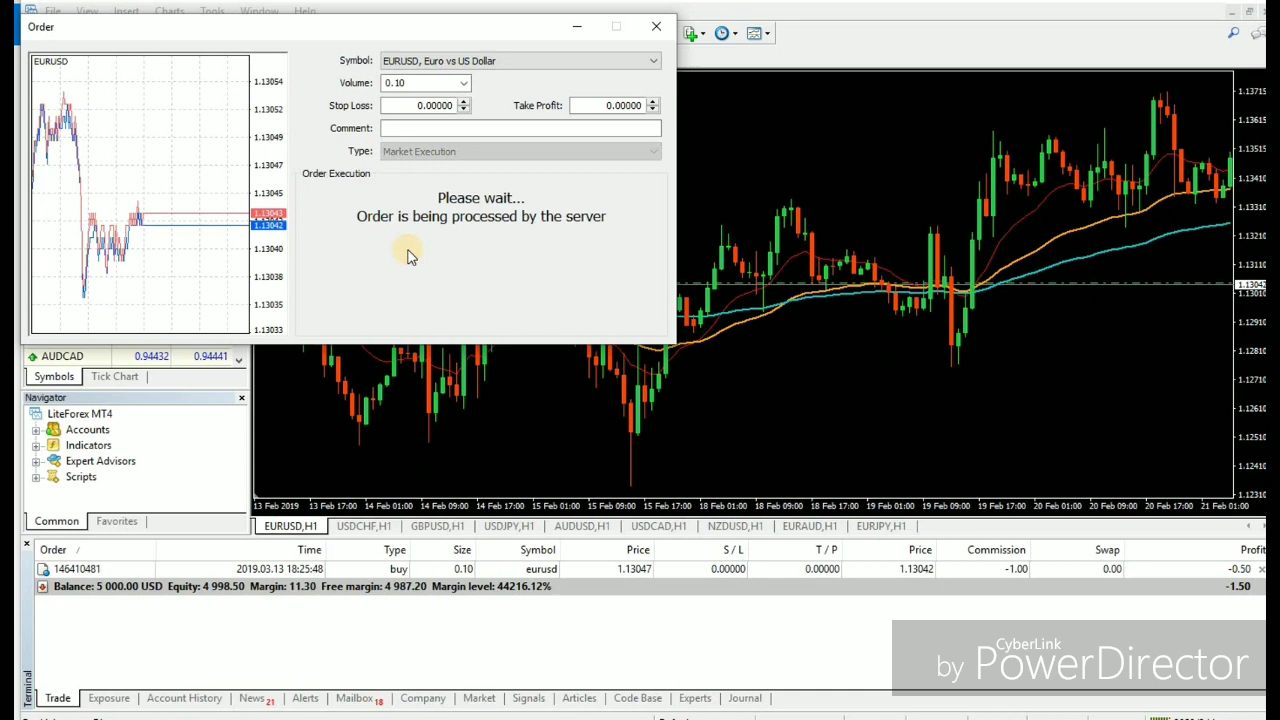 File View Insert Charts Tools Window Help
Order
EURUSD
1.13054
1.13052
1.13049
1.13047
1.13045
1.13043
1.13042
1.13040
1.13038
1.13035
1.13033
Symbol: EURUSD, Euro vs US Dollar
Volume: 0.10
Stop Loss: 0.00000 Take Profit: 0.00000
Comment:
Type: Market Execution
Order Execution
Please wait...
Order is being processed by the server
1.13715
1.13615
1.13515
1.13410
1.13310
1.13210
1.13110
1.13042
1.13010
1.12910
1.12810
1.12710
1.12610
1.12510
1.12410
1.12310
AUDCAD 0.94432 0.94441
Symbols Tick Chart
Navigator
LiteForex MT4
Accounts
Indicators
Expert Advisors
Scripts
Common Favorites
13 Feb 2019 13 Feb 17:00 14 Feb 01:00 14 Feb 09:00 14 Feb 17:00 15 Feb 01:00 15 Feb 09:00 15 Feb 17:00 18 Feb 01:00 18 Feb 09:00 18 Feb 17:00 19 Feb 01:00 19 Feb 09:00 19 Feb 17:00 20 Feb 01:00 20 Feb 09:00 20 Feb 17:00 21 Feb 01:00
EURUSD,H1 USDCHF,H1 GBPUSD,H1 USDJPY,H1 AUDUSD,H1 USDCAD,H1 NZDUSD,H1 EURAUD,H1 EURJPY,H1
Order / Time Type Size Symbol Price S / L T / P Price Commission Swap Profit
146410481 2019.03.13 18:25:48 buy 0.10 eurusd 1.13047 0.00000 0.00000 1.13042 -1.00 0.00 -0.50
Balance: 5 000.00 USD Equity: 4 998.50 Margin: 11.30 Free margin: 4 987.20 Margin level: 44216.12% -1.50
CyberLink
by PowerDirector
Terminal
Trade Exposure Account History News 21 Alerts Mailbox 18 Company Market Signals Articles Code Base Experts Journal